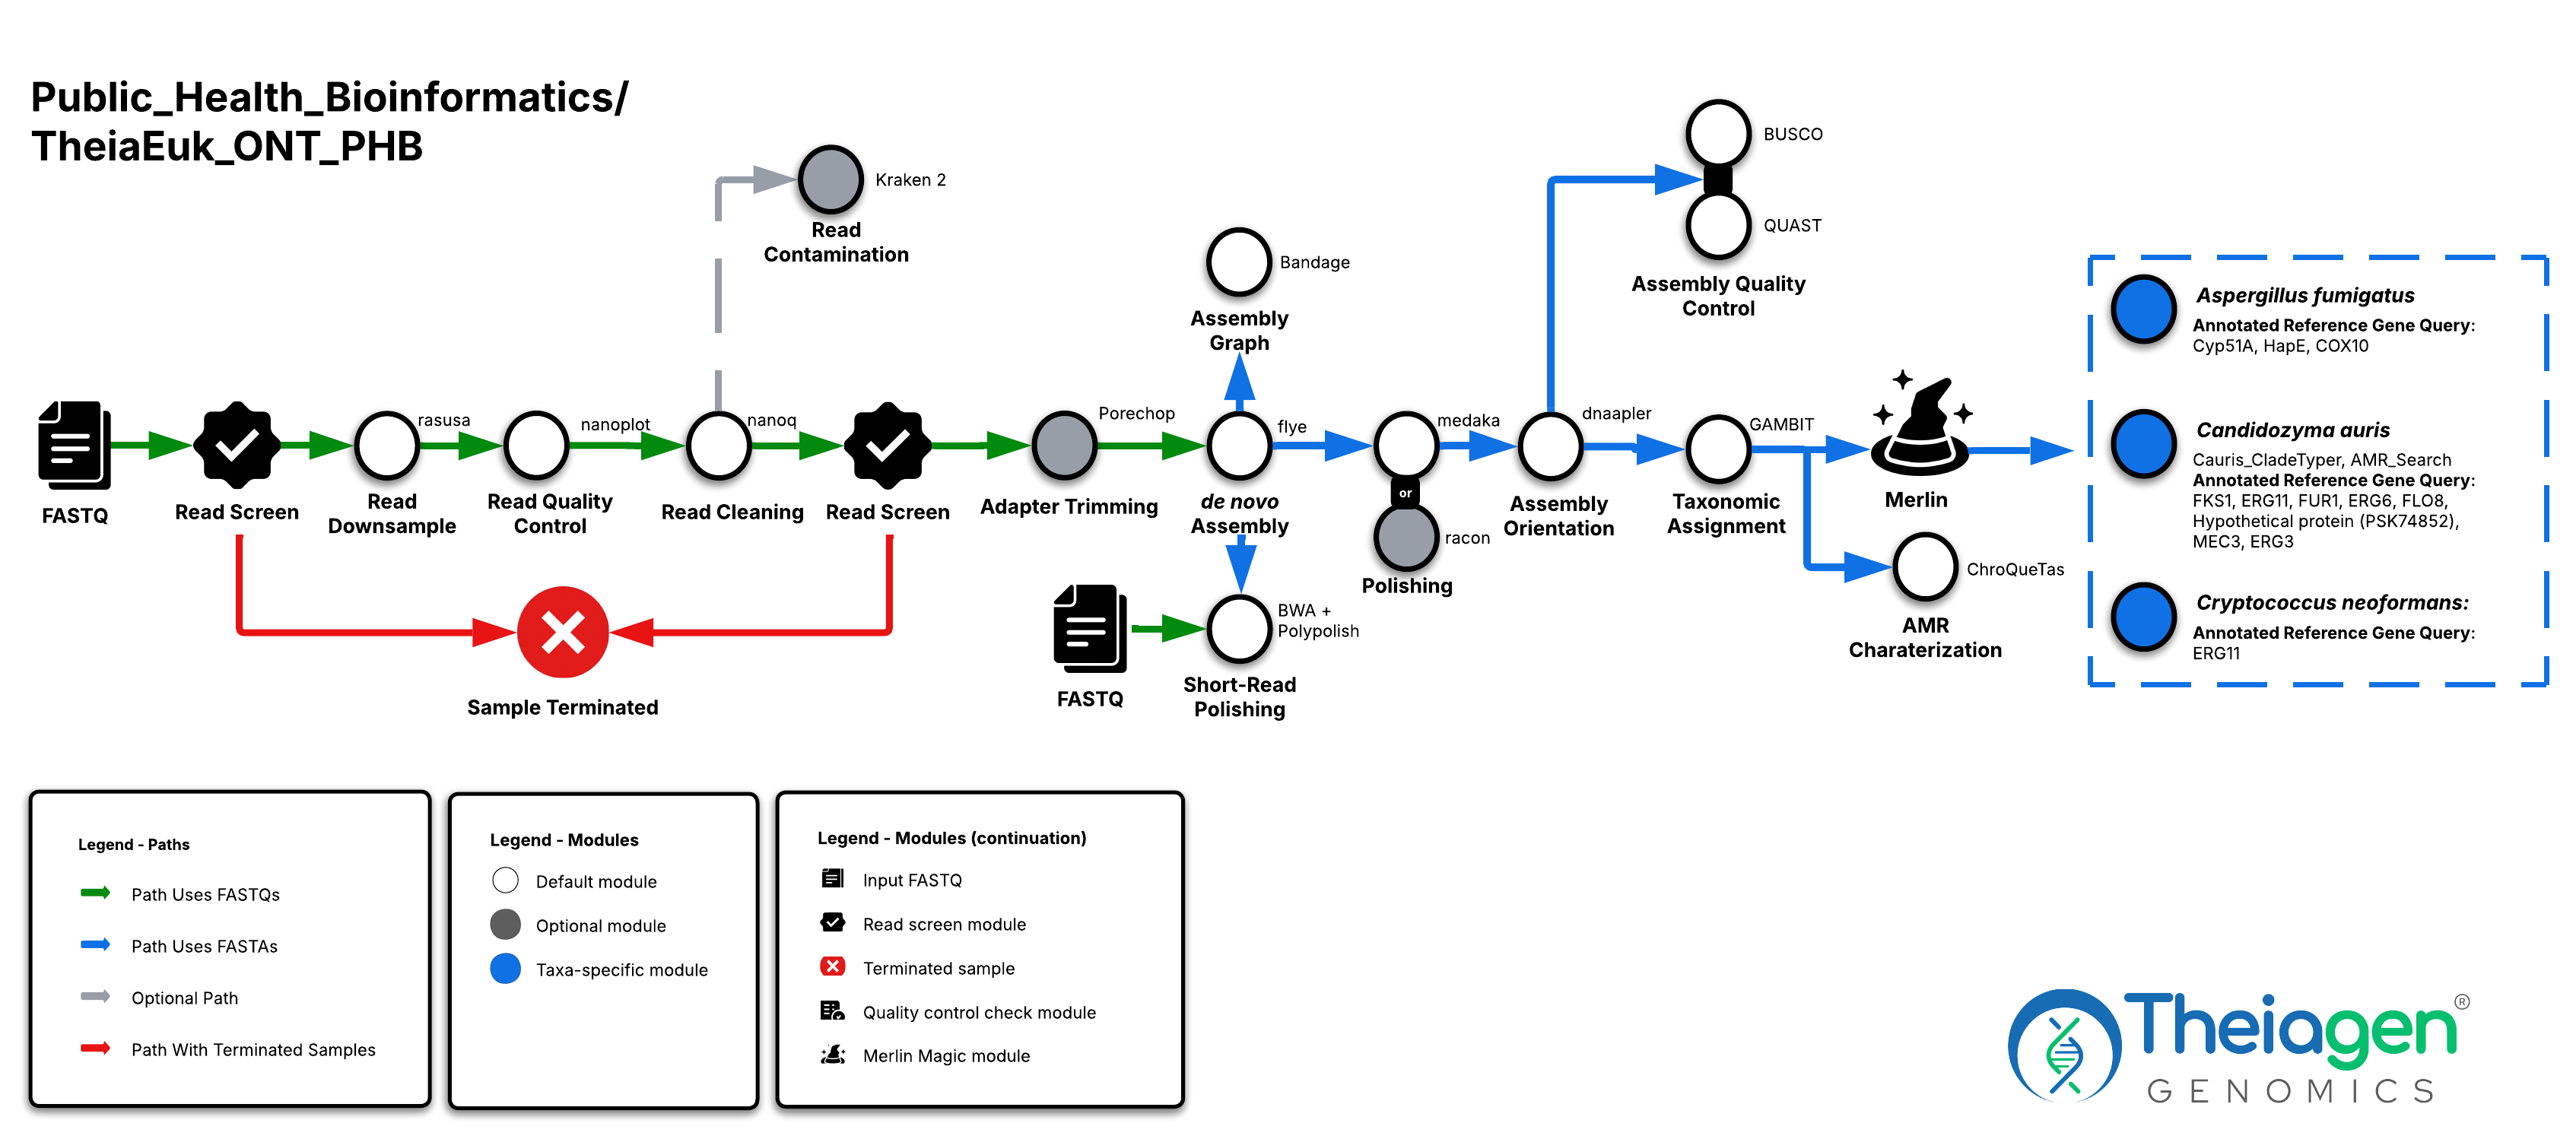 Public_Health_Bioinformatics/
TheiaEuk_ONT_PHB
Kraken 2
Read
Contamination
BUSCO
QUAST
Assembly Quality
Control
Bandage
Assembly
Graph
FASTQ
Read Screen
rasusa
Read
Downsample
nanoplot
Read Quality
Control
nanoq
Read Cleaning
Read Screen
Porechop
Adapter Trimming
flye
de novo
Assembly
medaka
or
racon
Polishing
dnaapler
Assembly
Orientation
GAMBIT
Taxonomic
Assignment
Merlin
ChroQueTas
AMR
Charaterization
Sample Terminated
FASTQ
BWA +
Polypolish
Short-Read
Polishing
Aspergillus fumigatus
Annotated Reference Gene Query:
Cyp51A, HapE, COX10
Candidozyma auris
Cauris_CladeTyper, AMR_Search
Annotated Reference Gene Query:
FKS1, ERG11, FUR1, ERG6, FLO8,
Hypothetical protein (PSK74852),
MEC3, ERG3
Cryptococcus neoformans:
Annotated Reference Gene Query:
ERG11
Legend - Paths
Path Uses FASTQs
Path Uses FASTAs
Optional Path
Path With Terminated Samples
Legend - Modules
Default module
Optional module
Taxa-specific module
Legend - Modules (continuation)
Input FASTQ
Read screen module
Terminated sample
Quality control check module
Merlin Magic module
Theiagen®
GENOMICS